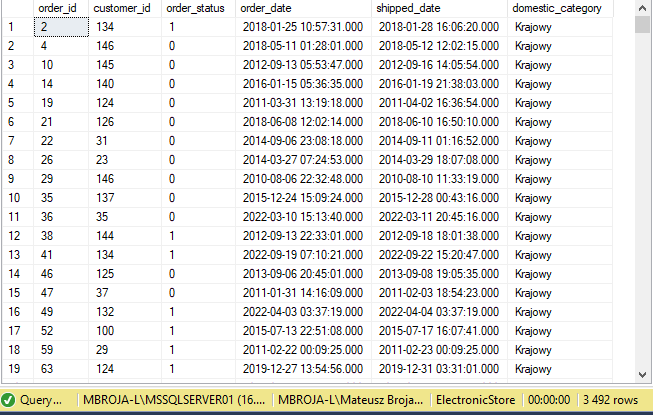 order_id customer_id order_status order_date shipped_date domestic_category
1 2 134 1 2018-01-25 10:57:31.000 2018-01-28 16:06:20.000 Krajowy
2 4 146 0 2018-05-11 01:28:01.000 2018-05-12 12:02:15.000 Krajowy
3 10 145 0 2012-09-13 05:53:47.000 2012-09-16 14:05:54.000 Krajowy
4 14 140 0 2016-01-15 05:36:35.000 2016-01-19 21:38:03.000 Krajowy
5 19 124 0 2011-03-31 13:19:18.000 2011-04-02 16:36:54.000 Krajowy
6 21 126 0 2018-06-08 12:02:14.000 2018-06-10 16:50:10.000 Krajowy
7 22 31 0 2014-09-06 23:08:18.000 2014-09-11 01:16:52.000 Krajowy
8 26 23 0 2014-03-27 07:24:53.000 2014-03-29 18:07:08.000 Krajowy
9 29 146 0 2010-08-06 22:32:48.000 2010-08-10 11:33:19.000 Krajowy
10 35 137 0 2015-12-24 15:09:24.000 2015-12-28 00:43:16.000 Krajowy
11 36 35 0 2022-03-10 15:13:40.000 2022-03-11 20:45:16.000 Krajowy
12 38 144 1 2012-09-13 22:33:01.000 2012-09-18 18:01:38.000 Krajowy
13 41 134 1 2022-09-19 07:10:21.000 2022-09-22 15:20:47.000 Krajowy
14 46 125 0 2013-09-06 20:45:01.000 2013-09-08 19:05:35.000 Krajowy
15 47 37 0 2011-01-31 14:16:09.000 2011-02-03 18:54:23.000 Krajowy
16 49 132 1 2022-04-03 03:37:19.000 2022-04-04 03:37:19.000 Krajowy
17 52 100 1 2015-07-13 22:51:08.000 2015-07-17 16:07:41.000 Krajowy
18 59 29 1 2011-02-22 00:09:25.000 2011-02-23 00:09:25.000 Krajowy
19 63 124 1 2019-12-27 13:54:56.000 2019-12-31 03:31:01.000 Krajowy
Query... MBROJA-L\MSSQLSERVER01 (16.... MBROJA-L\Mateusz Broja... ElectronicStore 00:00:00 3 492 rows